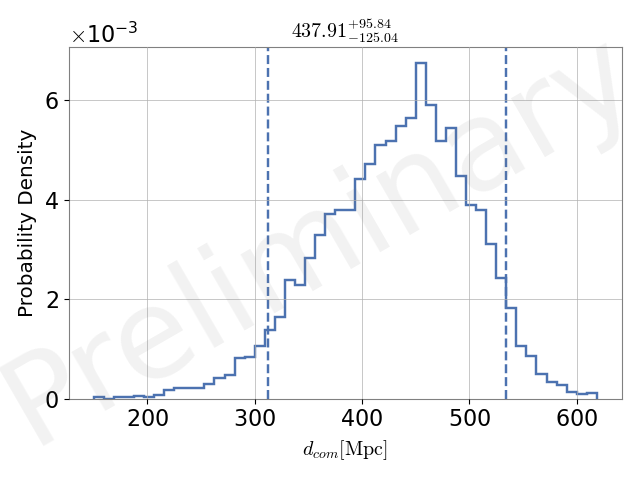 ×10⁻³
437.91⁺⁹⁵·⁸⁴₋₁₂₅.₀₄
Probability Density
6
4
2
0
200 300 400 500 600
d_com[Mpc]
Preliminary